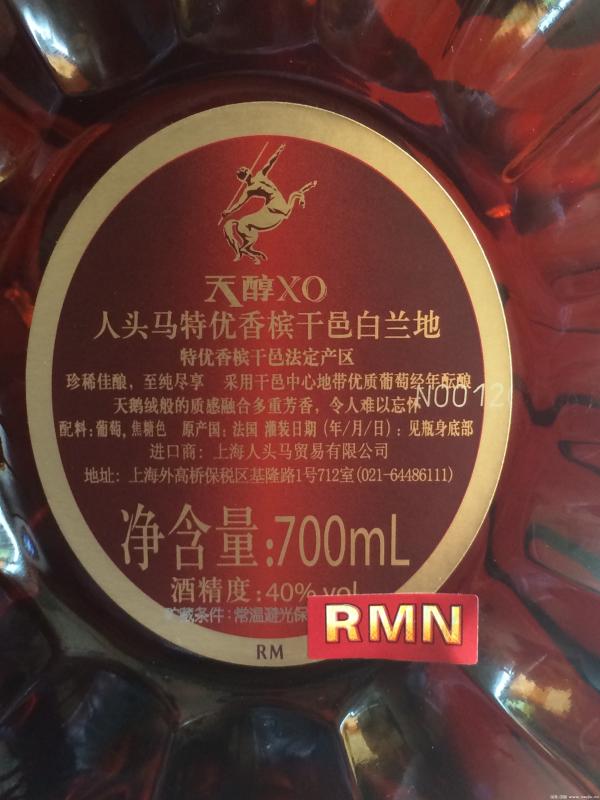 天醇XO
人头马特优香槟干邑白兰地
特优香槟干邑法定产区
珍稀佳酿，至纯尽享 采用干邑中心地带优质葡萄经年酝酿
天鹅绒般的质感融合多重芳香，令人难以忘怀
N0012
配料：葡萄，焦糖色 原产国：法国 灌装日期（年/月/日）：见瓶身底部
进口商：上海人头马贸易有限公司
地址：上海外高桥保税区基隆路1号712室(021-64486111)
净含量:700mL
酒精度:40% vol
贮藏条件：常温避光保
RMN
RM